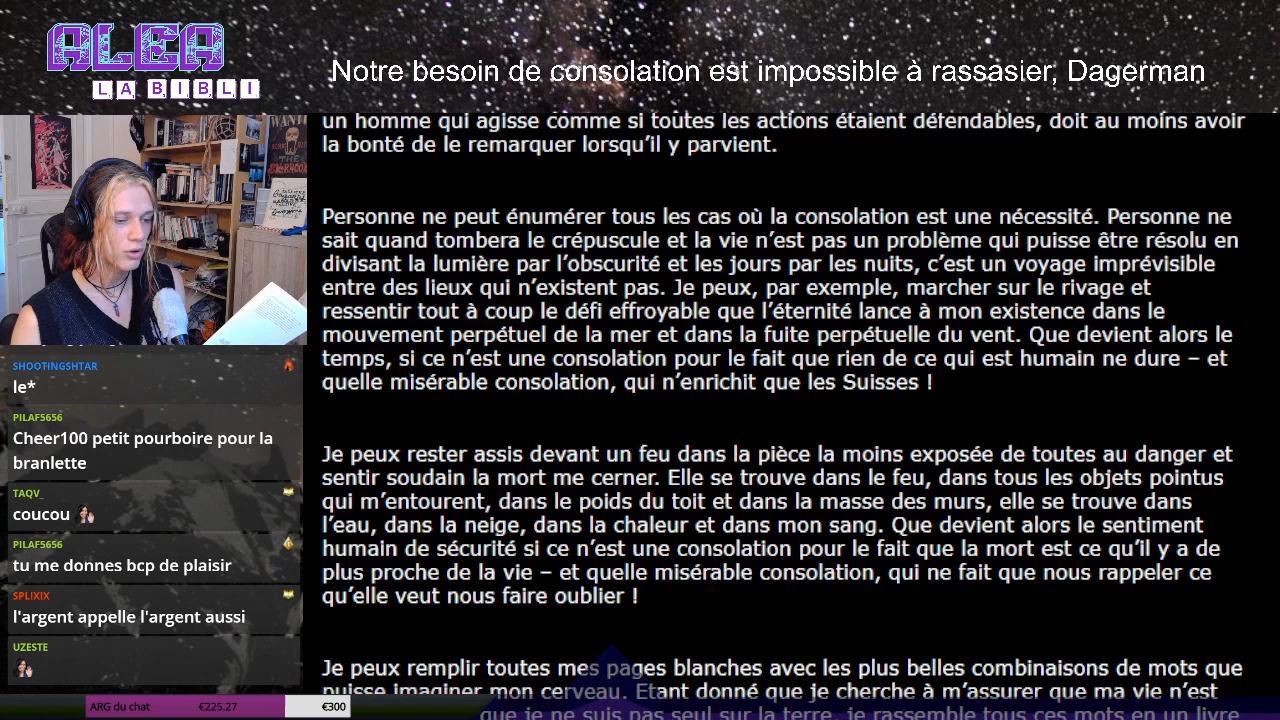 ALEA
LA BIBLI
Notre besoin de consolation est impossible à rassasier, Dagerman
WANTED
un homme qui agisse comme si toutes les actions étaient défendables, doit au moins avoir
la bonté de le remarquer lorsqu'il y parvient.
Personne ne peut énumérer tous les cas où la consolation est une nécessité. Personne ne
sait quand tombera le crépuscule et la vie n'est pas un problème qui puisse être résolu en
divisant la lumière par l'obscurité et les jours par les nuits, c'est un voyage imprévisible
entre des lieux qui n'existent pas. Je peux, par exemple, marcher sur le rivage et
ressentir tout à coup le défi effroyable que l'éternité lance à mon existence dans le
mouvement perpétuel de la mer et dans la fuite perpétuelle du vent. Que devient alors le
temps, si ce n'est une consolation pour le fait que rien de ce qui est humain ne dure – et
quelle misérable consolation, qui n'enrichit que les Suisses !
Je peux rester assis devant un feu dans la pièce la moins exposée de toutes au danger et
sentir soudain la mort me cerner. Elle se trouve dans le feu, dans tous les objets pointus
qui m'entourent, dans le poids du toit et dans la masse des murs, elle se trouve dans
l'eau, dans la neige, dans la chaleur et dans mon sang. Que devient alors le sentiment
humain de sécurité si ce n'est une consolation pour le fait que la mort est ce qu'il y a de
plus proche de la vie – et quelle misérable consolation, qui ne fait que nous rappeler ce
qu'elle veut nous faire oublier !
Je peux remplir toutes mes pages blanches avec les plus belles combinaisons de mots que
puisse imaginer mon cerveau. Etant donné que je cherche à m'assurer que ma vie n'est
que je ne suis pas seul sur la terre, je rassemble tous ces mots en un livre
SHOOTINGSHTAR
le*
PILAF5656
Cheer100 petit pourboire pour la
branlette
TAQV_
coucou
PILAF5656
tu me donnes bcp de plaisir
SPLIXIX
l'argent appelle l'argent aussi
UZESTE
ARG du chat €225.27 €300